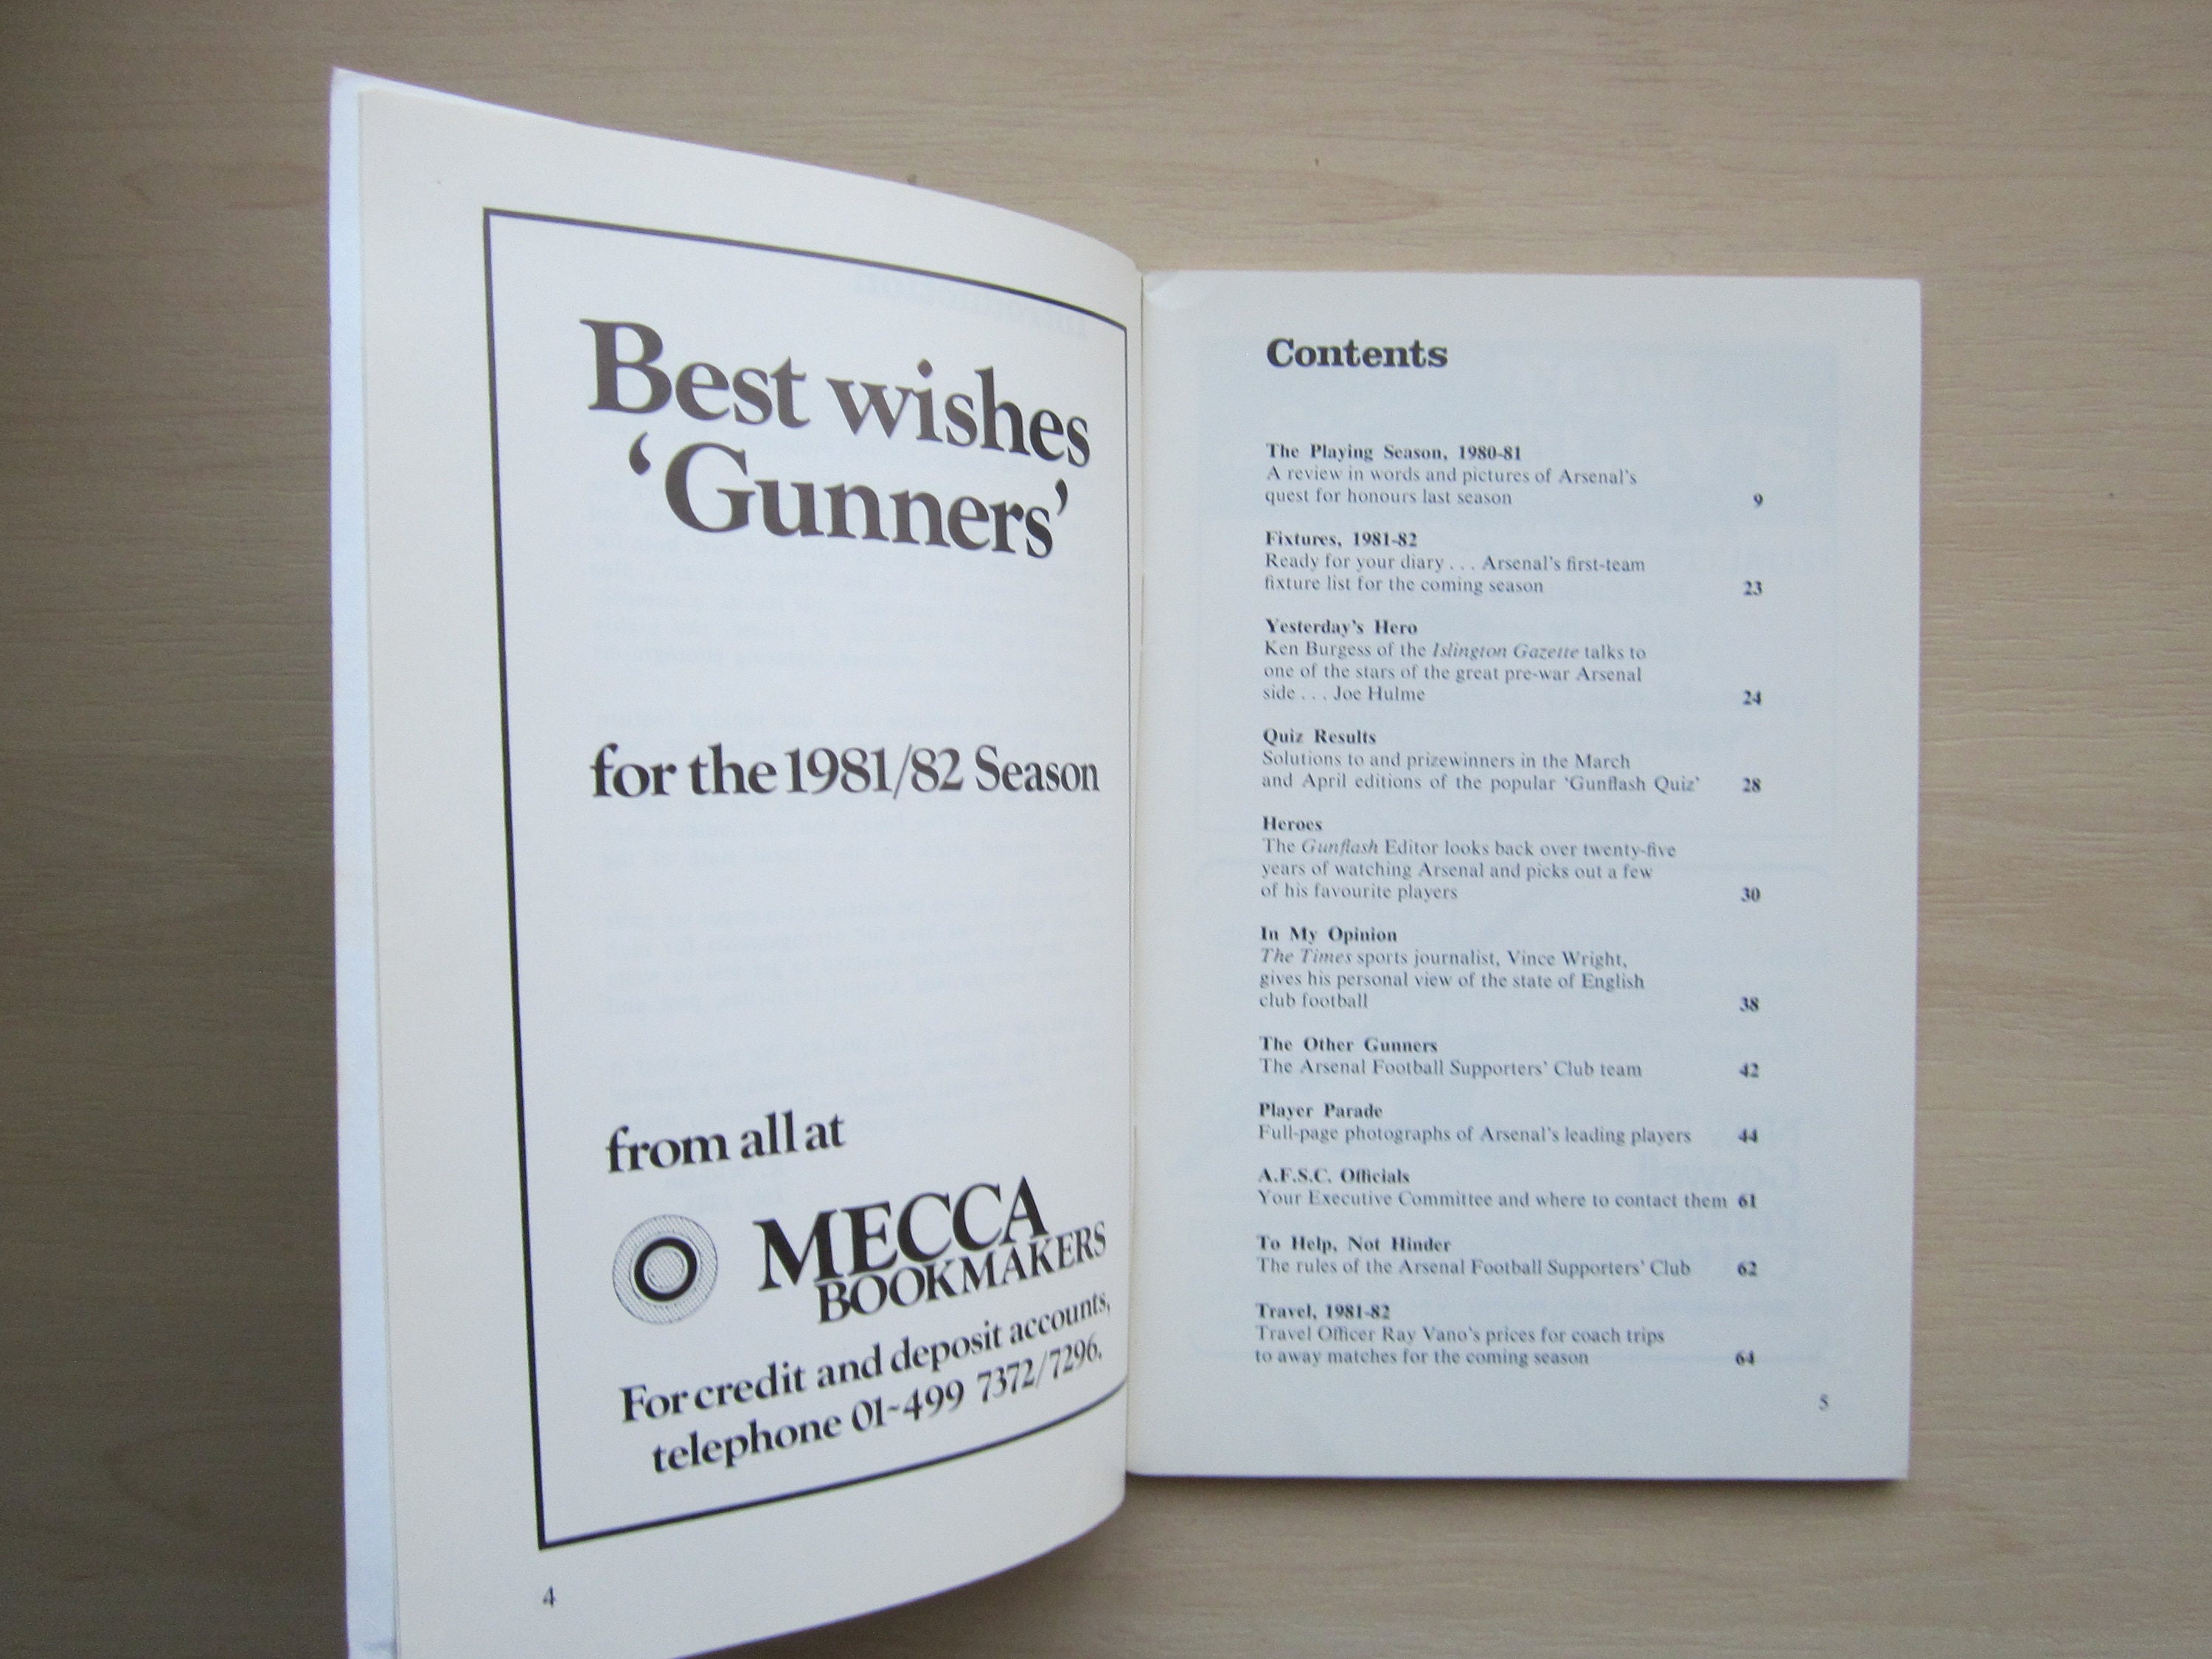 Best wishes
‘Gunners’
for the 1981/82 Season
from all at
MECCA
BOOKMAKERS
For credit and deposit accounts,
telephone 01-499 7372/7296.
4
Contents
The Playing Season, 1980-81
A review in words and pictures of Arsenal's
quest for honours last season 9
Fixtures, 1981-82
Ready for your diary . . . Arsenal's first-team
fixture list for the coming season 23
Yesterday's Hero
Ken Burgess of the Islington Gazette talks to
one of the stars of the great pre-war Arsenal
side . . . Joe Hulme 24
Quiz Results
Solutions to and prizewinners in the March
and April editions of the popular ‘Gunflash Quiz’ 28
Heroes
The Gunflash Editor looks back over twenty-five
years of watching Arsenal and picks out a few
of his favourite players 30
In My Opinion
The Times sports journalist, Vince Wright,
gives his personal view of the state of English
club football 38
The Other Gunners
The Arsenal Football Supporters' Club team 42
Player Parade
Full-page photographs of Arsenal's leading players 44
A.F.S.C. Officials
Your Executive Committee and where to contact them 61
To Help, Not Hinder
The rules of the Arsenal Football Supporters' Club 62
Travel, 1981-82
Travel Officer Ray Vano's prices for coach trips
to away matches for the coming season 64
5